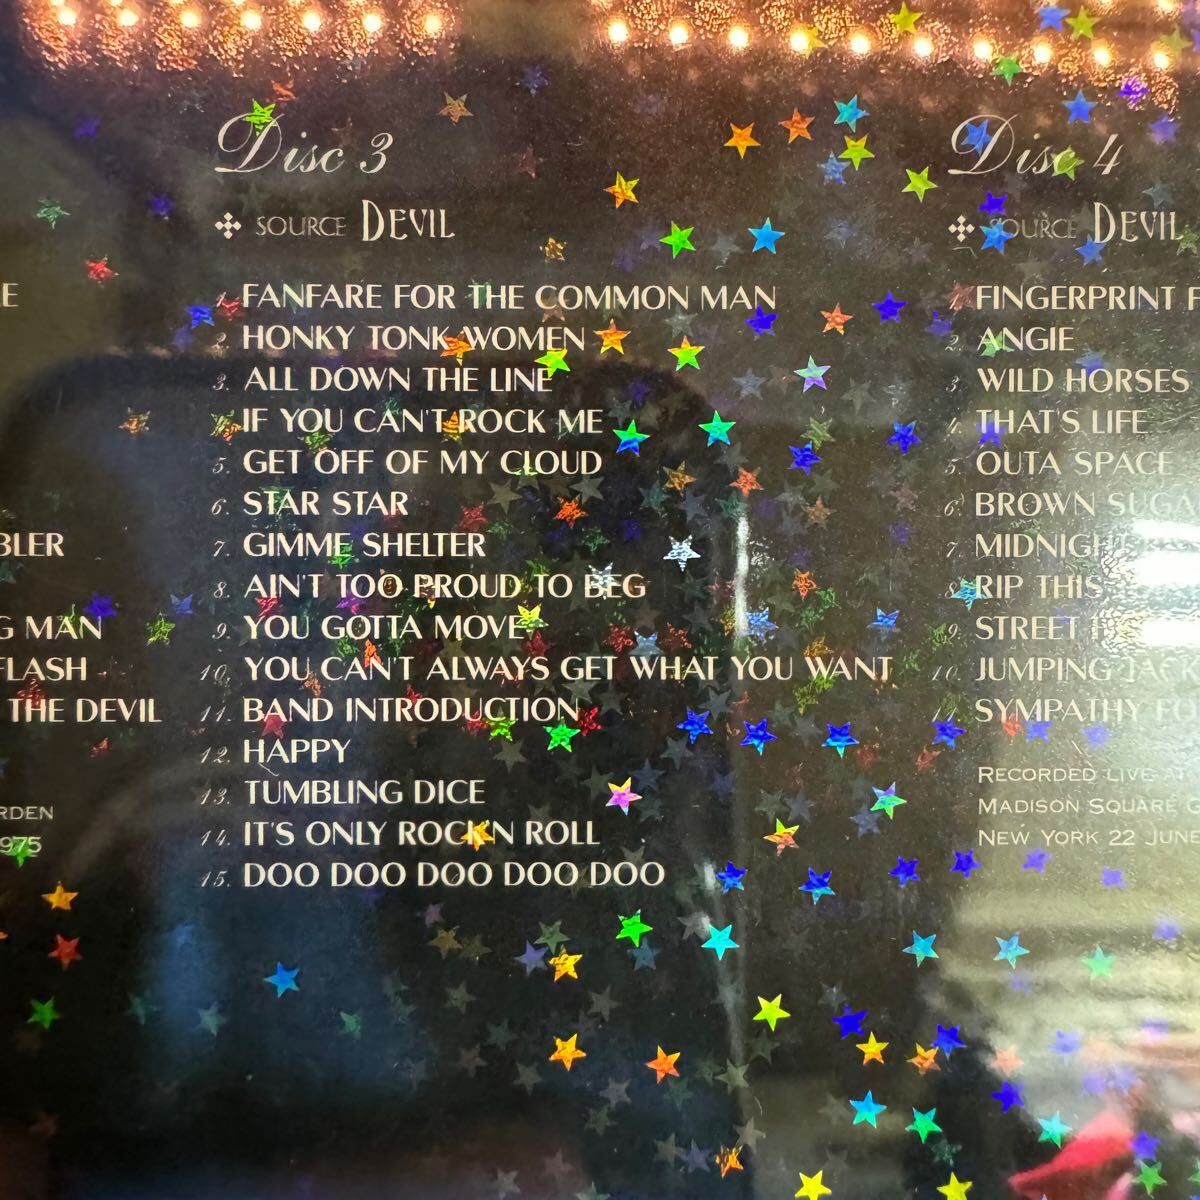 E
BLER
G MAN
FLASH
THE DEVIL
RDEN
975
Disc 3
SOURCE DEVIL
1. FANFARE FOR THE COMMON MAN
2. HONKY TONK WOMEN
3. ALL DOWN THE LINE
4. IF YOU CAN'T ROCK ME
5. GET OFF OF MY CLOUD
6. STAR STAR
7. GIMME SHELTER
8. AIN'T TOO PROUD TO BEG
9. YOU GOTTA MOVE
10. YOU CAN'T ALWAYS GET WHAT YOU WANT
11. BAND INTRODUCTION
12. HAPPY
13. TUMBLING DICE
14. IT'S ONLY ROCK'N ROLL
15. DOO DOO DOO DOO DOO
Disc 4
SOURCE DEVIL
1. FINGERPRINT F
2. ANGIE
3. WILD HORSES
4. THAT'S LIFE
5. OUTA SPACE
6. BROWN SUGA
7. MIDNIGH
8. RIP THIS
9. STREET
10. JUMPING JACK
11. SYMPATHY FO
RECORDED LIVE AT
MADISON SQUARE G
NEW YORK 22 JUNE